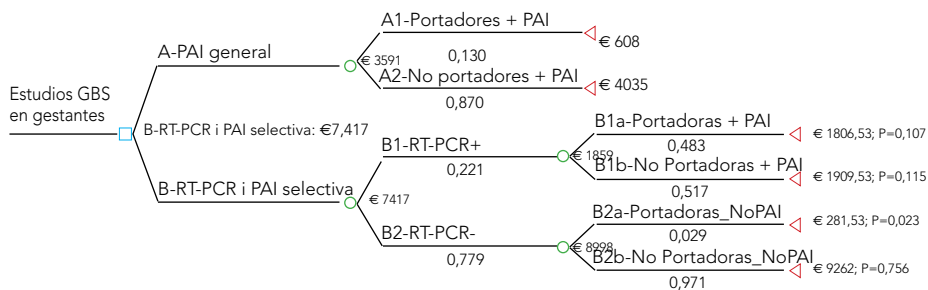 Estudios GBS
en gestantes
A-PAI general
€ 3591
A1-Portadores + PAI
0,130
€ 608
A2-No portadores + PAI
0,870
€ 4035
B-RT-PCR i PAI selectiva: €7,417
B-RT-PCR i PAI selectiva
€ 7417
B1-RT-PCR+
0,221
€ 1859
B1a-Portadoras + PAI
0,483
€ 1806,53; P=0,107
B1b-No Portadoras + PAI
0,517
€ 1909,53; P=0,115
B2-RT-PCR-
0,779
€ 8998
B2a-Portadoras_NoPAI
0,029
€ 281,53; P=0,023
B2b-No Portadoras_NoPAI
0,971
€ 9262; P=0,756